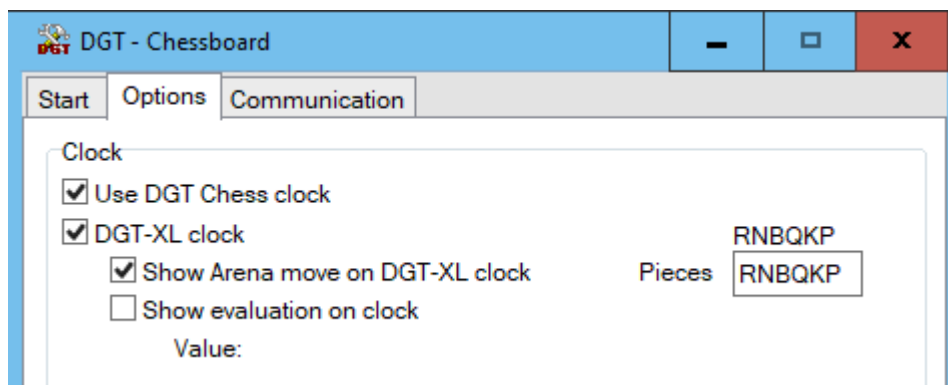 DGT DGT - Chessboard
Start Options Communication
Clock
Use DGT Chess clock
DGT-XL clock RNBQKP
Show Arena move on DGT-XL clock Pieces RNBQKP
Show evaluation on clock
Value: